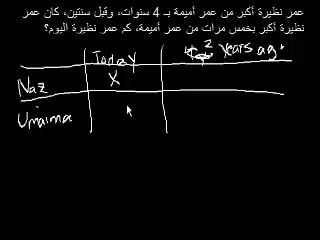 عمر نظيرة أكبر من عمر أميمة بـ 4 سنوات، وقبل سنتين، كان عمر
نظيرة أكبر بخمس مرات من عمر أميمة، كم عمر نظيرة اليوم؟
Today 2 years ago
Naz X
Umaima